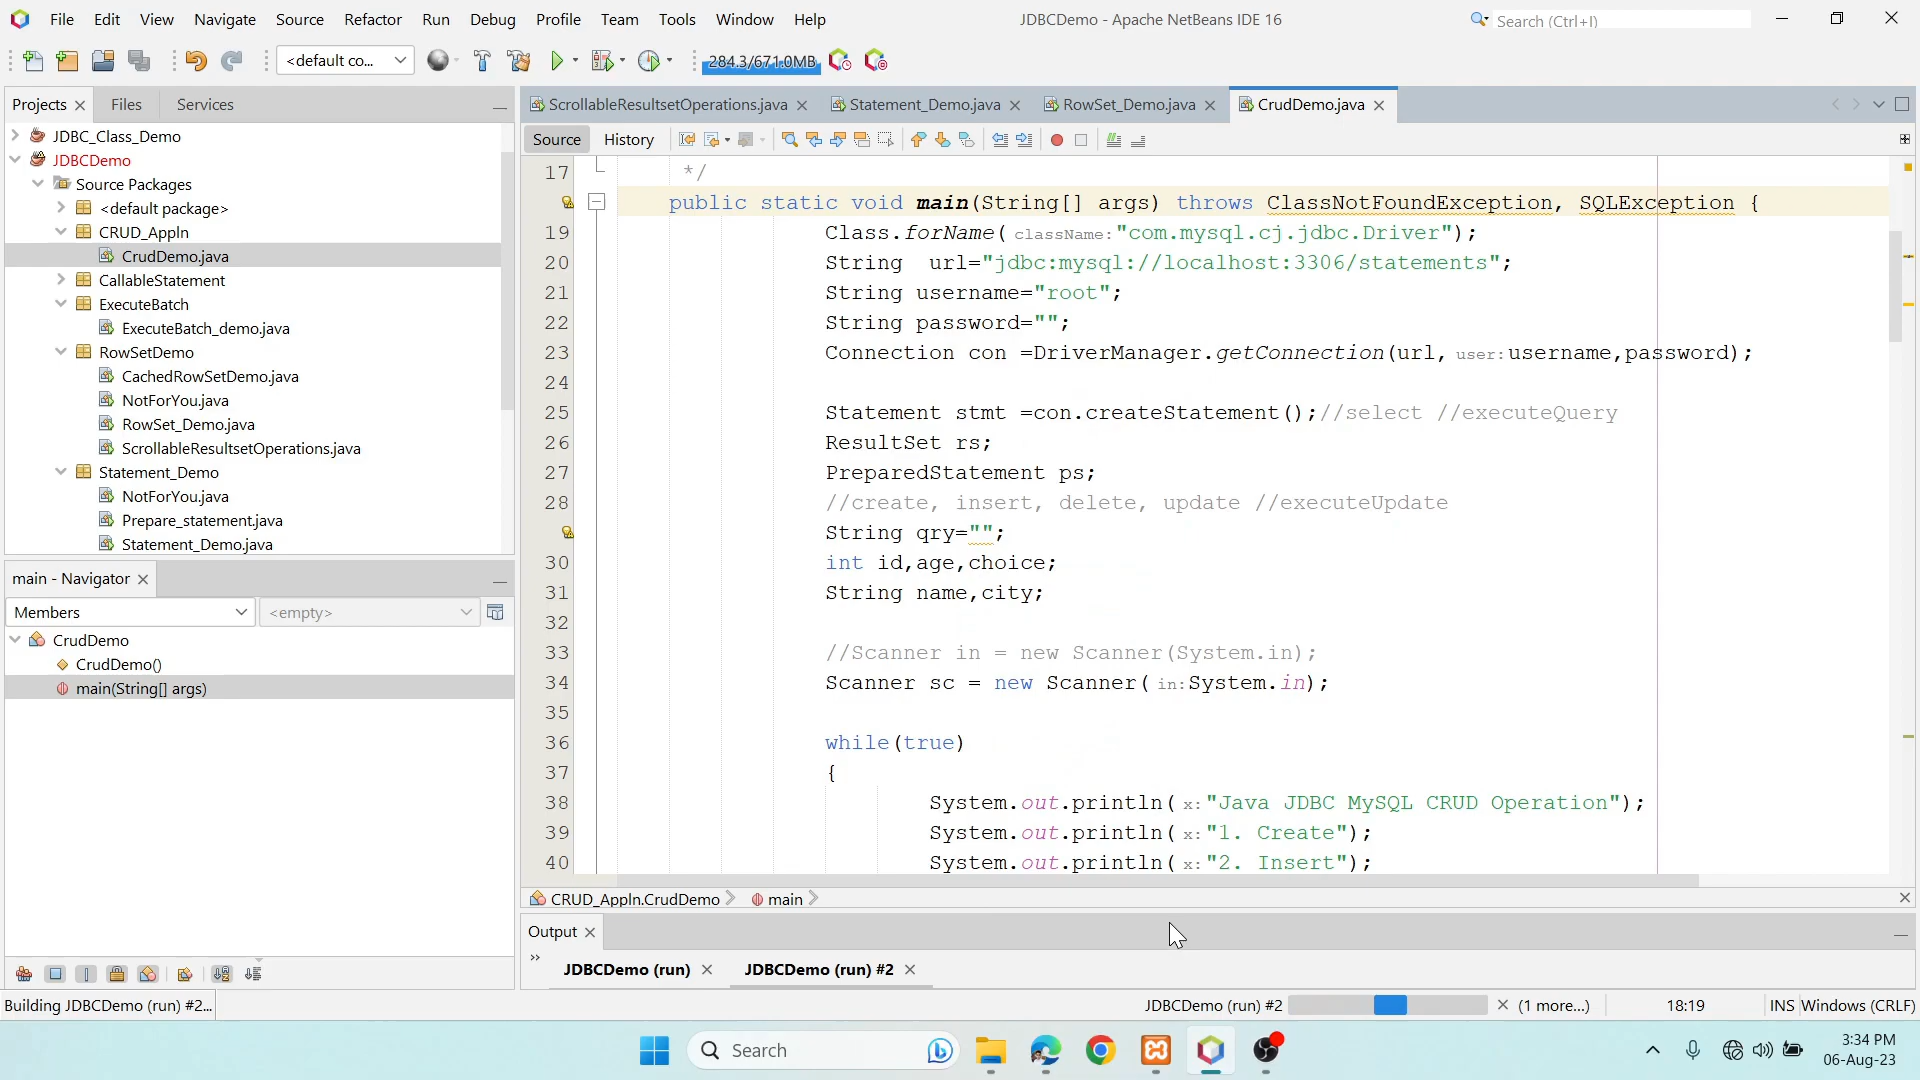 File Edit View Navigate Source Refactor Run Debug Profile Team Tools Window Help
JDBCDemo - Apache NetBeans IDE 16
Search (Ctrl+I)
<default co...
284.3/671.0MB
Projects
Files
Services
JDBC_Class_Demo
JDBCDemo
Source Packages
<default package>
CRUD_Appln
CrudDemo.java
CallableStatement
ExecuteBatch
ExecuteBatch_demo.java
RowSetDemo
CachedRowSetDemo.java
NotForYou.java
RowSet_Demo.java
ScrollableResultsetOperations.java
Statement_Demo
NotForYou.java
Prepare_statement.java
Statement_Demo.java
main - Navigator
Members
<empty>
CrudDemo
CrudDemo()
main(String[] args)
ScrollableResultsetOperations.java
Statement_Demo.java
RowSet_Demo.java
CrudDemo.java
Source
History
17 */
public static void main(String[] args) throws ClassNotFoundException, SQLException {
19 Class.forName( className:"com.mysql.cj.jdbc.Driver");
20 String  url="jdbc:mysql://localhost:3306/statements";
21 String username="root";
22 String password="";
23 Connection con =DriverManager.getConnection(url, user:username,password);
24
25 Statement stmt =con.createStatement();//select //executeQuery
26 ResultSet rs;
27 PreparedStatement ps;
28 //create, insert, delete, update //executeUpdate
String qry="";
30 int id,age,choice;
31 String name,city;
32
33 //Scanner in = new Scanner(System.in);
34 Scanner sc = new Scanner( in:System.in);
35
36 while(true)
37 {
38 System.out.println( x:"Java JDBC MySQL CRUD Operation");
39 System.out.println( x:"1. Create");
40 System.out.println( x:"2. Insert");
CRUD_Appln.CrudDemo
main
Output
JDBCDemo (run)
JDBCDemo (run) #2
Building JDBCDemo (run) #2...
JDBCDemo (run) #2
(1 more...)
18:19
INS
Windows (CRLF)
Search
3:34 PM
06-Aug-23